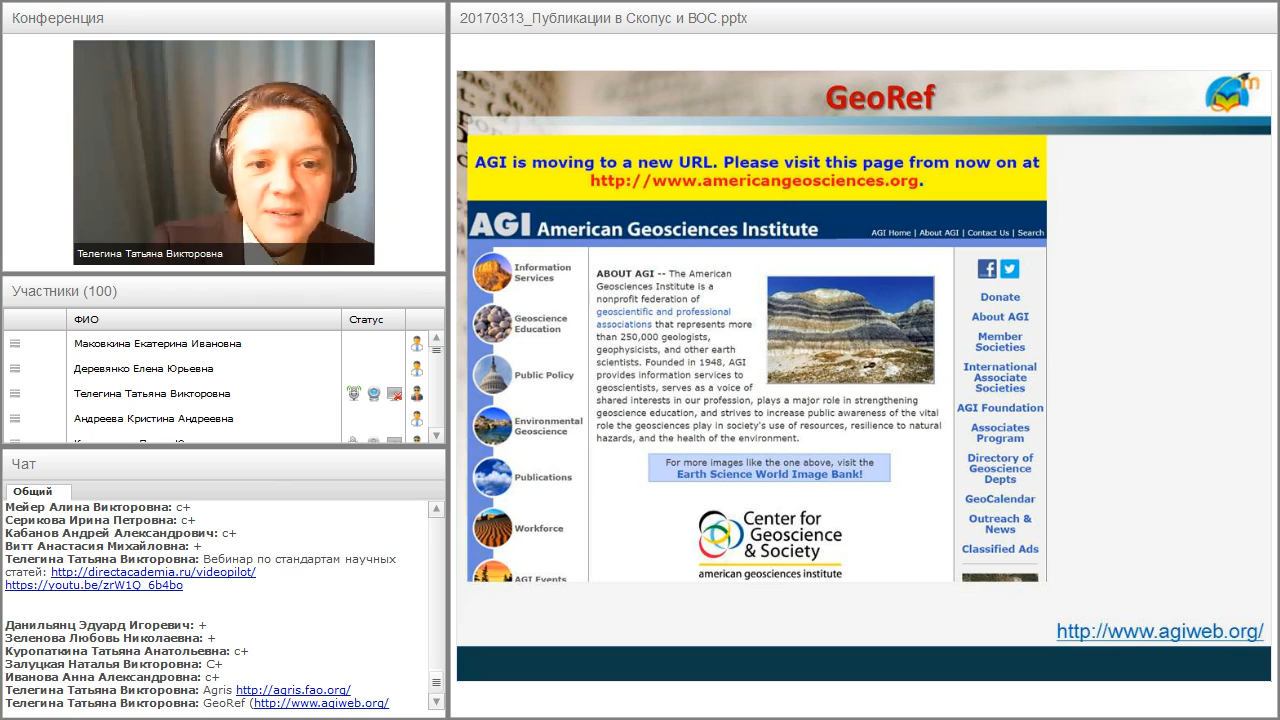 Конференция
Телегина Татьяна Викторовна
Участники (100)
ФИО
Статус
Маковкина Екатерина Ивановна
Деревянко Елена Юрьевна
Телегина Татьяна Викторовна
Андреева Кристина Андреевна
Чат
Общий
Мейер Алина Викторовна: с+
Серикова Ирина Петровна: с+
Кабанов Андрей Александрович: с+
Витт Анастасия Михайловна: +
Телегина Татьяна Викторовна: Вебинар по стандартам научных
статей: http://directacademia.ru/videopilot/
https://youtu.be/zrW1Q_6b4bo
Данильянц Эдуард Игоревич: +
Зеленова Любовь Николаевна: +
Куропаткина Татьяна Анатольевна: с+
Залуцкая Наталья Викторовна: С+
Иванова Анна Александровна: с+
Телегина Татьяна Викторовна: Agris http://agris.fao.org/
Телегина Татьяна Викторовна: GeoRef (http://www.agiweb.org/
20170313_Публикации в Скопус и ВОС.pptx
GeoRef
AGI is moving to a new URL. Please visit this page from now on at
http://www.americangeosciences.org.
AGI American Geosciences Institute
AGI Home | About AGI | Contact Us | Search
Information
Services
Geoscience
Education
Public Policy
Environmental
Geoscience
Publications
Workforce
AGI Events
ABOUT AGI -- The American
Geosciences Institute is a
nonprofit federation of
geoscientific and professional
associations that represents more
than 250,000 geologists,
geophysicists, and other earth
scientists. Founded in 1948, AGI
provides information services to
geoscientists, serves as a voice of
shared interests in our profession, plays a major role in strengthening
geoscience education, and strives to increase public awareness of the vital
role the geosciences play in society's use of resources, resilience to natural
hazards, and the health of the environment.
For more images like the one above, visit the
Earth Science World Image Bank!
Center for
Geoscience
& Society
american geosciences institute
Donate
About AGI
Member
Societies
International
Associate
Societies
AGI Foundation
Associates
Program
Directory of
Geoscience
Depts
GeoCalendar
Outreach &
News
Classified Ads
http://www.agiweb.org/